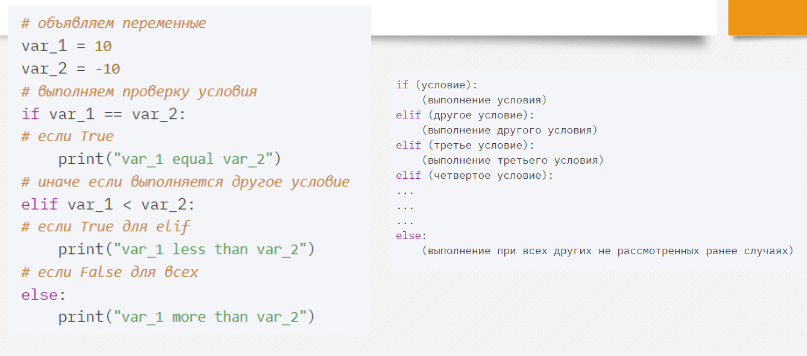 # объявляем переменные
var_1 = 10
var_2 = -10
# выполняем проверку условия
if var_1 == var_2:
# если True
    print("var_1 equal var_2")
# иначе если выполняется другое условие
elif var_1 < var_2:
# если True для elif
    print("var_1 less than var_2")
# если False для всех
else:
    print("var_1 more than var_2")
if (условие):
    (выполнение условия)
elif (другое условие):
    (выполнение другого условия)
elif (третье условие):
    (выполнение третьего условия)
elif (четвертое условие):
...
...
...
else:
    (выполнение при всех других не рассмотренных ранее случаях)